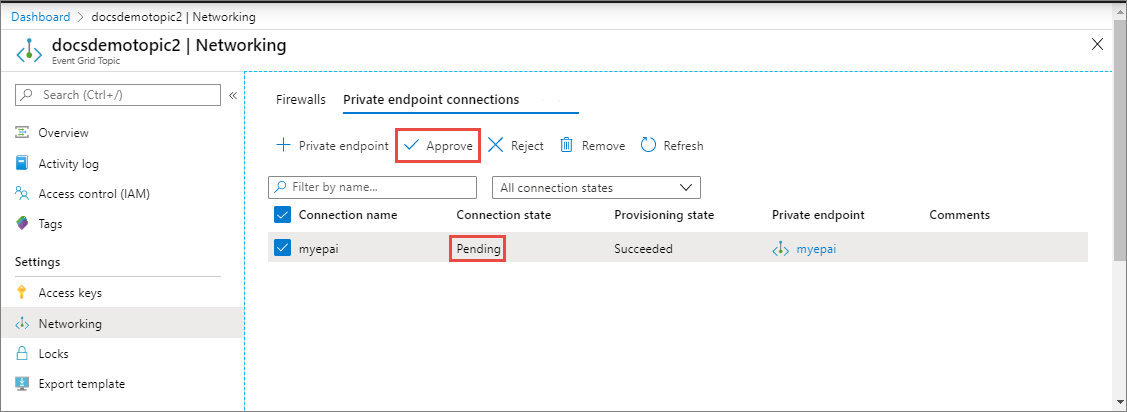 Dashboard > docsdemotopic2 | Networking
docsdemotopic2 | Networking
Event Grid Topic
Search (Ctrl+/)
«
Overview
Activity log
Access control (IAM)
Tags
Settings
Access keys
Networking
Locks
Export template
Firewalls Private endpoint connections
Private endpoint Approve Reject Remove Refresh
Filter by name... All connection states
Connection name Connection state Provisioning state Private endpoint Comments
myepai Pending Succeeded myepai